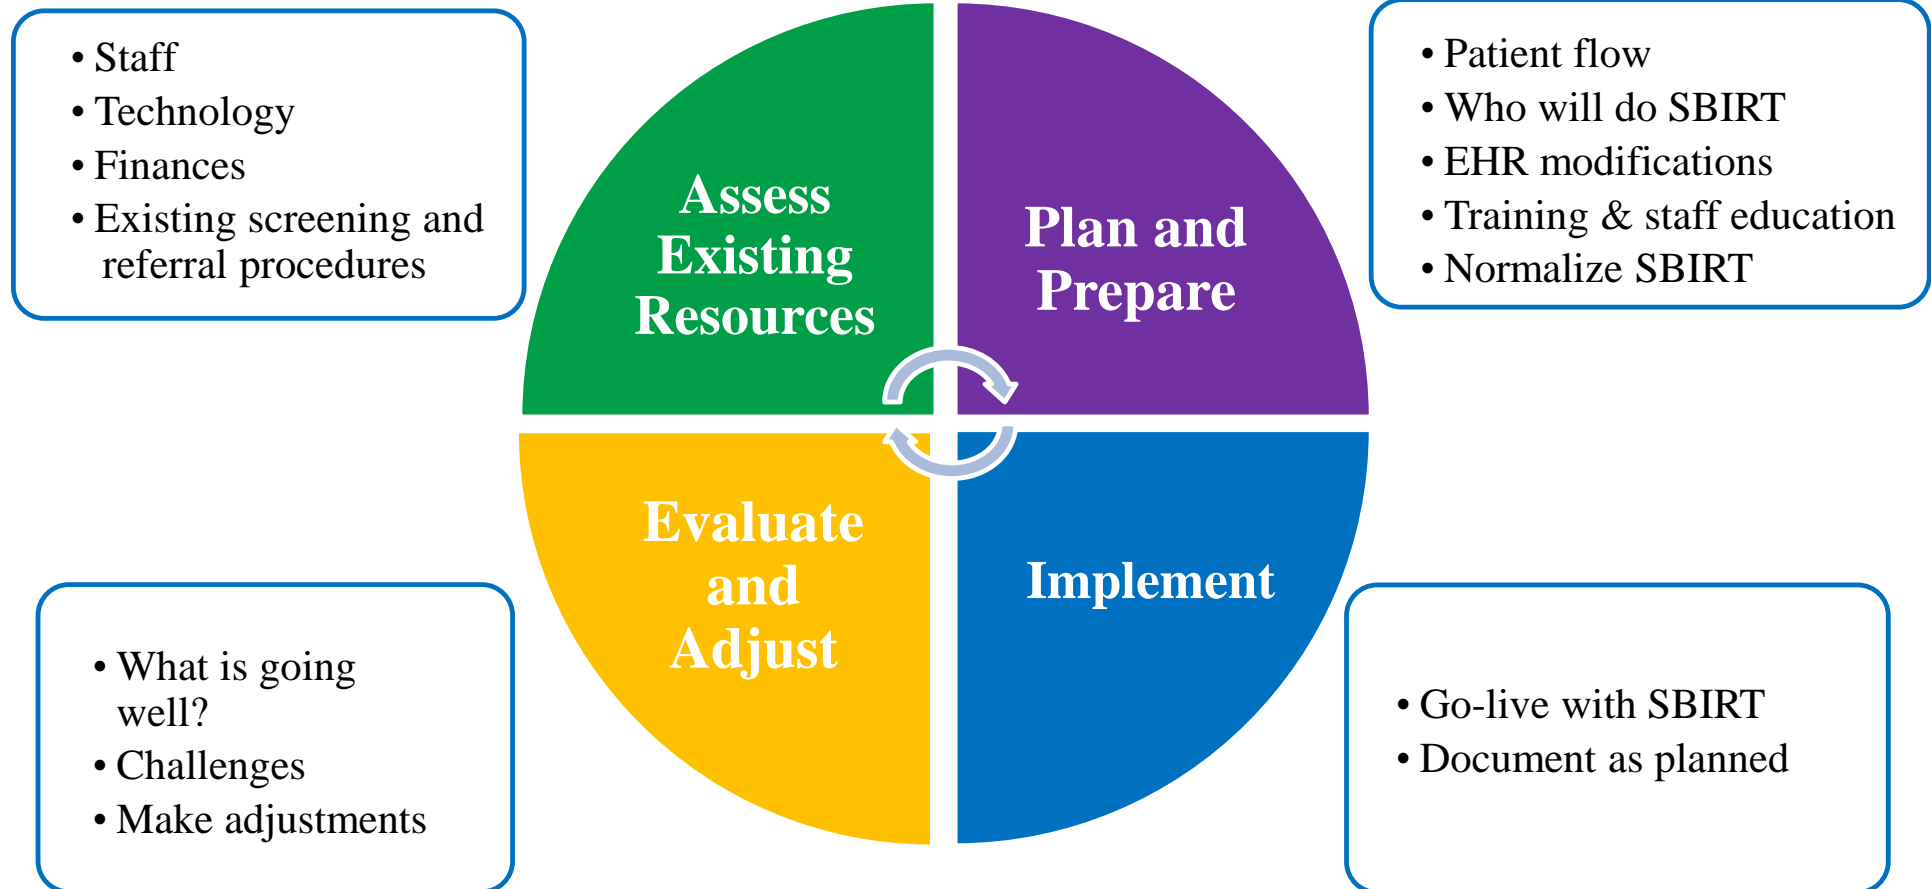 • Staff
• Technology
• Finances
• Existing screening and
referral procedures
Assess
Existing
Resources
Plan and
Prepare
• Patient flow
• Who will do SBIRT
• EHR modifications
• Training & staff education
• Normalize SBIRT
Evaluate
and
Adjust
• What is going
well?
• Challenges
• Make adjustments
Implement
• Go-live with SBIRT
• Document as planned